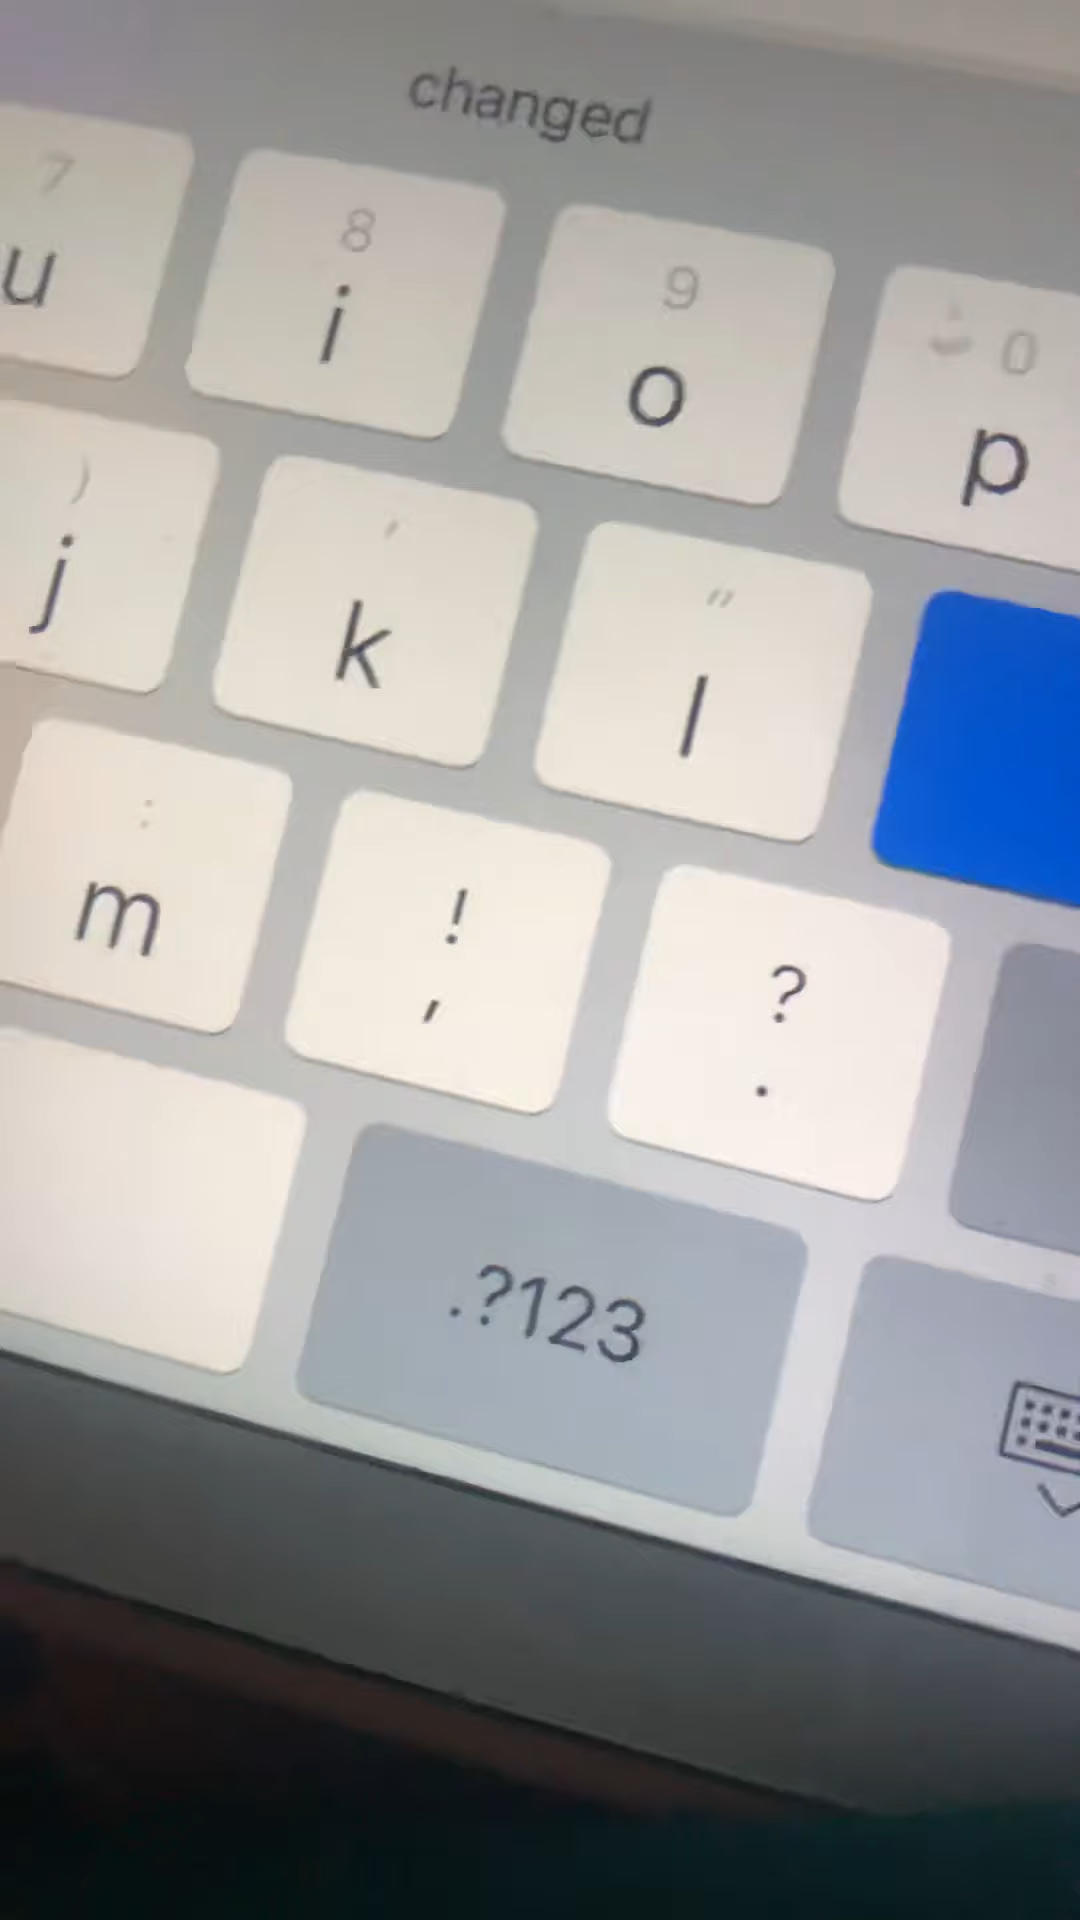 changed
7 8 9 0
u i o p
) ' "
j k l
: ! ?
m , .
.?123